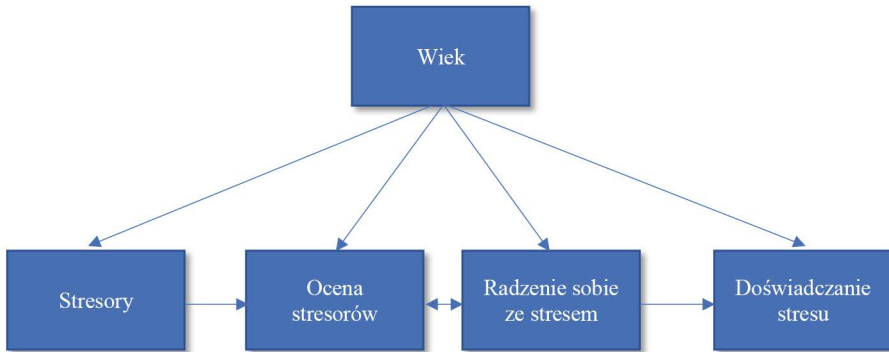 Wiek
Stresory
Ocena
stresorów
Radzenie sobie
ze stresem
Doświadczanie
stresu